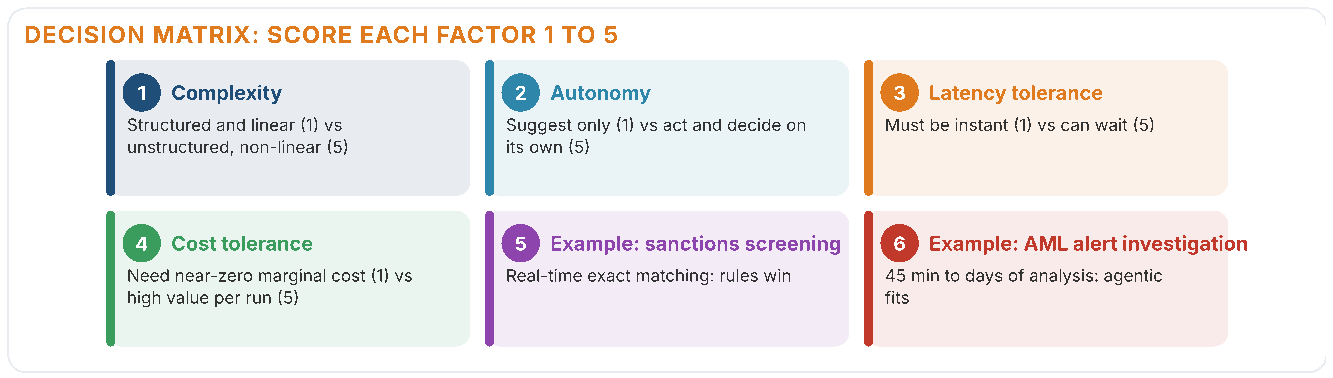 DECISION MATRIX: SCORE EACH FACTOR 1 TO 5
1 Complexity
Structured and linear (1) vs
unstructured, non-linear (5)
2 Autonomy
Suggest only (1) vs act and decide on
its own (5)
3 Latency tolerance
Must be instant (1) vs can wait (5)
4 Cost tolerance
Need near-zero marginal cost (1) vs
high value per run (5)
5 Example: sanctions screening
Real-time exact matching: rules win
6 Example: AML alert investigation
45 min to days of analysis: agentic
fits